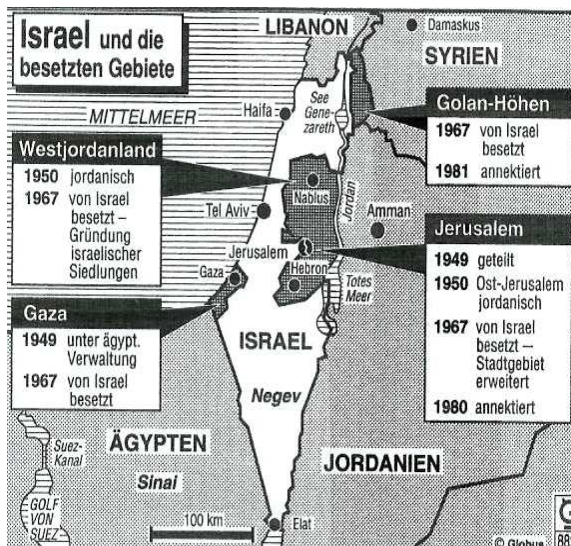 Israel und die
besetzten Gebiete
LIBANON
Damaskus
SYRIEN
MITTELMEER
Haifa
See
Gene-
zareth
Golan-Höhen
1967 von Israel
besetzt
1981 annektiert
Westjordanland
1950 jordanisch
1967 von Israel
besetzt –
Gründung
israelischer
Siedlungen
Nablus
Jordan
Tel Aviv
Amman
Jerusalem
Jerusalem
1949 geteilt
1950 Ost-Jerusalem
jordanisch
1967 von Israel
besetzt –
Stadtgebiet
erweitert
1980 annektiert
Gaza
Hebron
Totes
Meer
Gaza
1949 unter ägypt.
Verwaltung
1967 von Israel
besetzt
ISRAEL
Negev
Suez-
Kanal
ÄGYPTEN
Sinai
JORDANIEN
GOLF
VON
SUEZ
100 km
Elat
© Globus